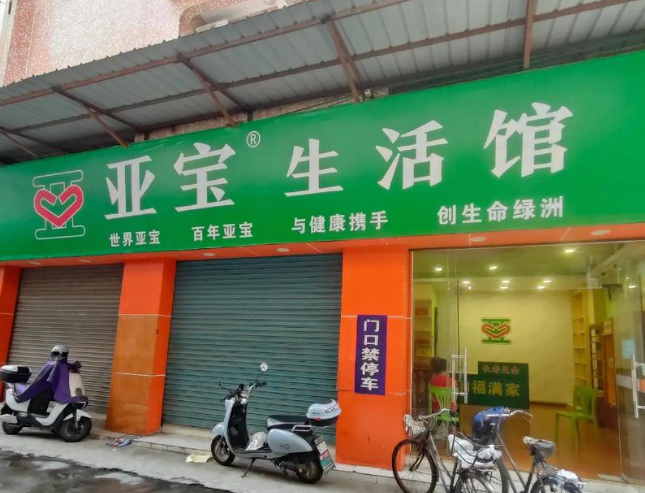 亚宝® 生活馆
世界亚宝 百年亚宝 与健康携手 创生命绿洲
门口禁停车
福满家